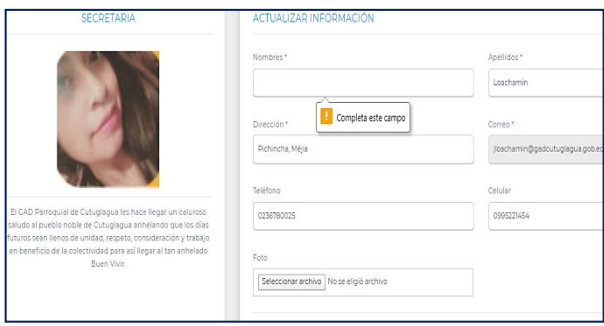 SECRETARIA
El GAD Parroquial de Cutuglagua les hace llegar un caluroso
saludo al pueblo noble de Cutuglagua anhelando que los días
futuros sean llenos de unidad, respeto, consideración y trabajo
en beneficio de la colectividad para así llegar al tan anhelado
Buen Vivir.
ACTUALIZAR INFORMACIÓN
Nombres *
Apellidos *
Loachamin
Completa este campo
Dirección *
Correo *
Pichincha, Méjia
jloachamin@gadcutuglagua.gob.ec
Teléfono
Celular
0236780025
0995221454
Foto
Seleccionar archivo No se eligió archivo